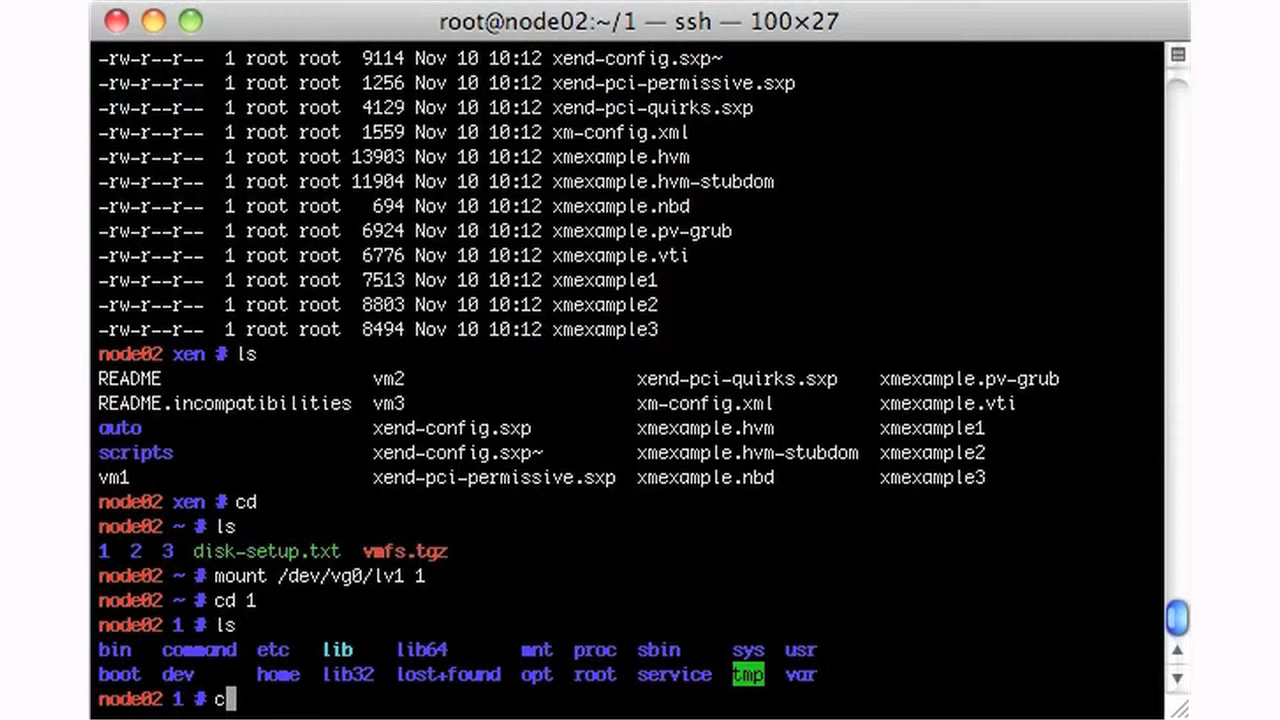 root@node02:~/1 — ssh — 100×27
-rw-r--r-- 1 root root 9114 Nov 10 10:12 xend-config.sxp~
-rw-r--r-- 1 root root 1256 Nov 10 10:12 xend-pci-permissive.sxp
-rw-r--r-- 1 root root 4129 Nov 10 10:12 xend-pci-quirks.sxp
-rw-r--r-- 1 root root 1559 Nov 10 10:12 xm-config.xml
-rw-r--r-- 1 root root 13903 Nov 10 10:12 xmexample.hvm
-rw-r--r-- 1 root root 11904 Nov 10 10:12 xmexample.hvm-stubdom
-rw-r--r-- 1 root root 694 Nov 10 10:12 xmexample.nbd
-rw-r--r-- 1 root root 6924 Nov 10 10:12 xmexample.pv-grub
-rw-r--r-- 1 root root 6776 Nov 10 10:12 xmexample.vti
-rw-r--r-- 1 root root 7513 Nov 10 10:12 xmexample1
-rw-r--r-- 1 root root 8803 Nov 10 10:12 xmexample2
-rw-r--r-- 1 root root 8494 Nov 10 10:12 xmexample3
node02 xen # ls
README vm2 xend-pci-quirks.sxp xmexample.pv-grub
README.incompatibilities vm3 xm-config.xml xmexample.vti
auto xend-config.sxp xmexample.hvm xmexample1
scripts xend-config.sxp~ xmexample.hvm-stubdom xmexample2
vm1 xend-pci-permissive.sxp xmexample.nbd xmexample3
node02 xen # cd
node02 ~ # ls
1 2 3 disk-setup.txt vmfs.tgz
node02 ~ # mount /dev/vg0/lv1 1
node02 ~ # cd 1
node02 1 # ls
bin command etc lib lib64 mnt proc sbin sys usr
boot dev home lib32 lost+found opt root service tmp var
node02 1 # c